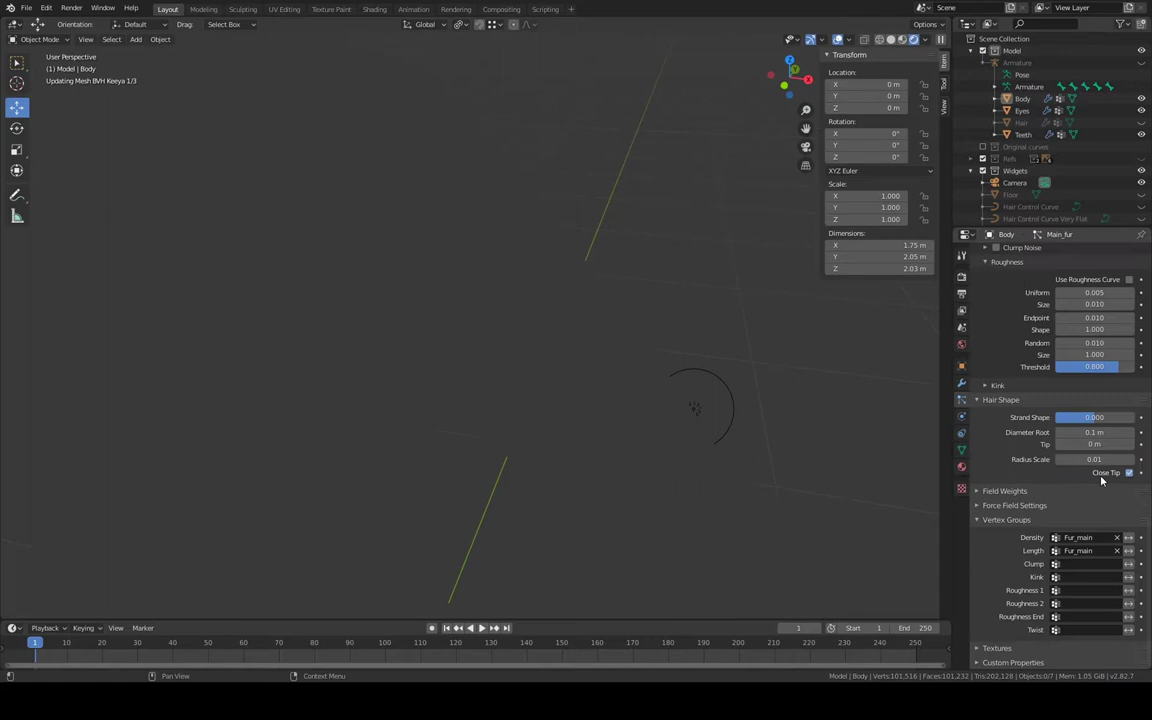 File Edit Render Window Help Layout Modeling Sculpting UV Editing Texture Paint Shading Animation Rendering Compositing Scripting + Scene View Layer
Orientation: Default Drag: Select Box Global Options
Object Mode View Select Add Object
User Perspective
(1) Model | Body
Updating Mesh BVH Keeya 1/3
Transform
Location:
X 0 m
Y 0 m
Z 0 m
Rotation:
X 0°
Y 0°
Z 0°
XYZ Euler
Scale:
X 1.000
Y 1.000
Z 1.000
Dimensions:
X 1.75 m
Y 2.05 m
Z 2.03 m
Item
Tool
View
X
Y
Z
Scene Collection
Model
Armature
Pose
Armature
Body
Eyes
Hair
Teeth
Original curves
Refs
Widgets
Camera
Floor
Hair Control Curve
Hair Control Curve Very Flat
Body Main_fur
Clump Noise
Roughness
Use Roughness Curve
Uniform 0.005
Size 0.010
Endpoint 0.010
Shape 1.000
Random 0.010
Size 1.000
Threshold 0.800
Kink
Hair Shape
Strand Shape 0.000
Diameter Root 0.1 m
Tip 0 m
Radius Scale 0.01
Close Tip
Field Weights
Force Field Settings
Vertex Groups
Density Fur_main
Length Fur_main
Clump
Kink
Roughness 1
Roughness 2
Roughness End
Twist
Textures
Custom Properties
Playback Keying View Marker 1 Start 1 End 250
1 10 20 30 40 50 60 70 80 90 100 110 120 130 140 150 160 170 180 190 200 210 220 230 240 250
Pan View Context Menu Model | Body | Verts:101,516 | Faces:101,232 | Tris:202,128 | Objects:0/7 | Mem: 1.05 GiB | v2.82.7